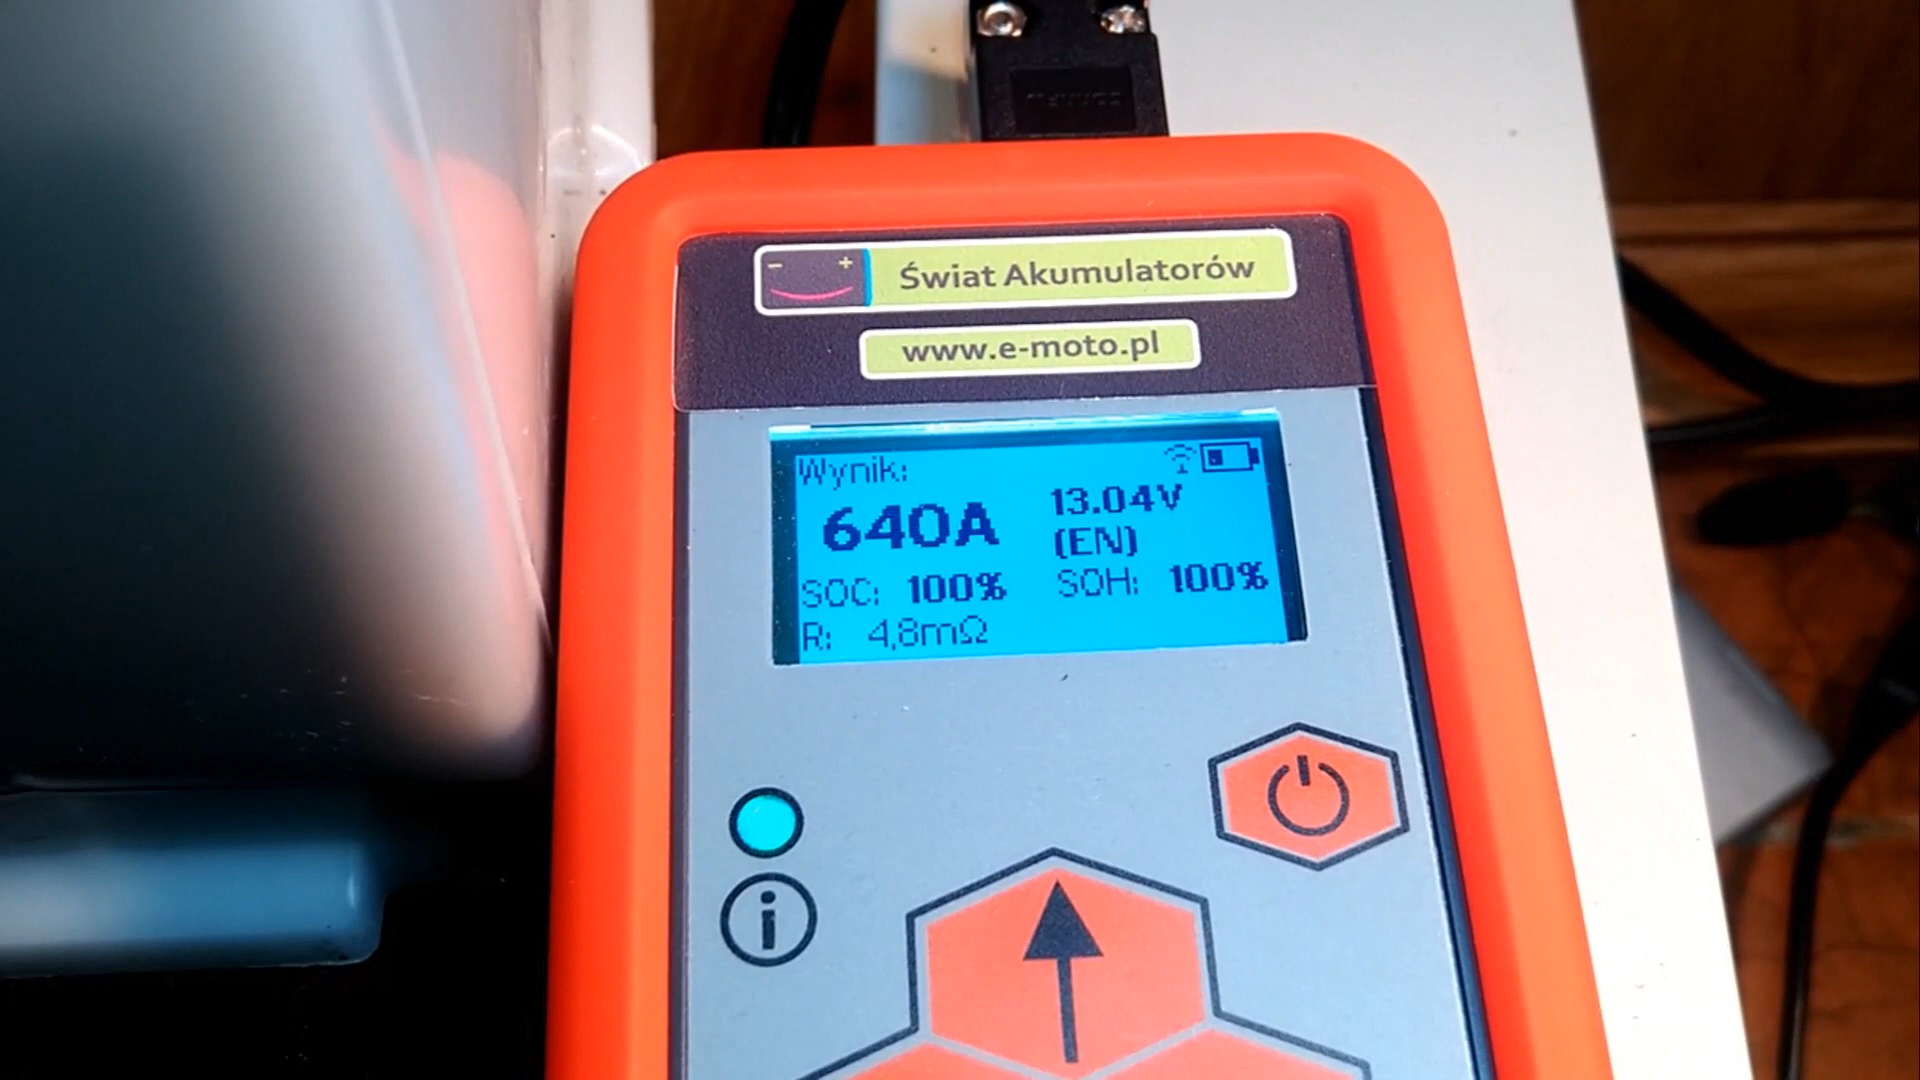 - +
Świat Akumulatorów
www.e-moto.pl
Wynik:
640A
13.04V
(EN)
SOC: 100% SOH: 100%
R: 4,8mΩ
i